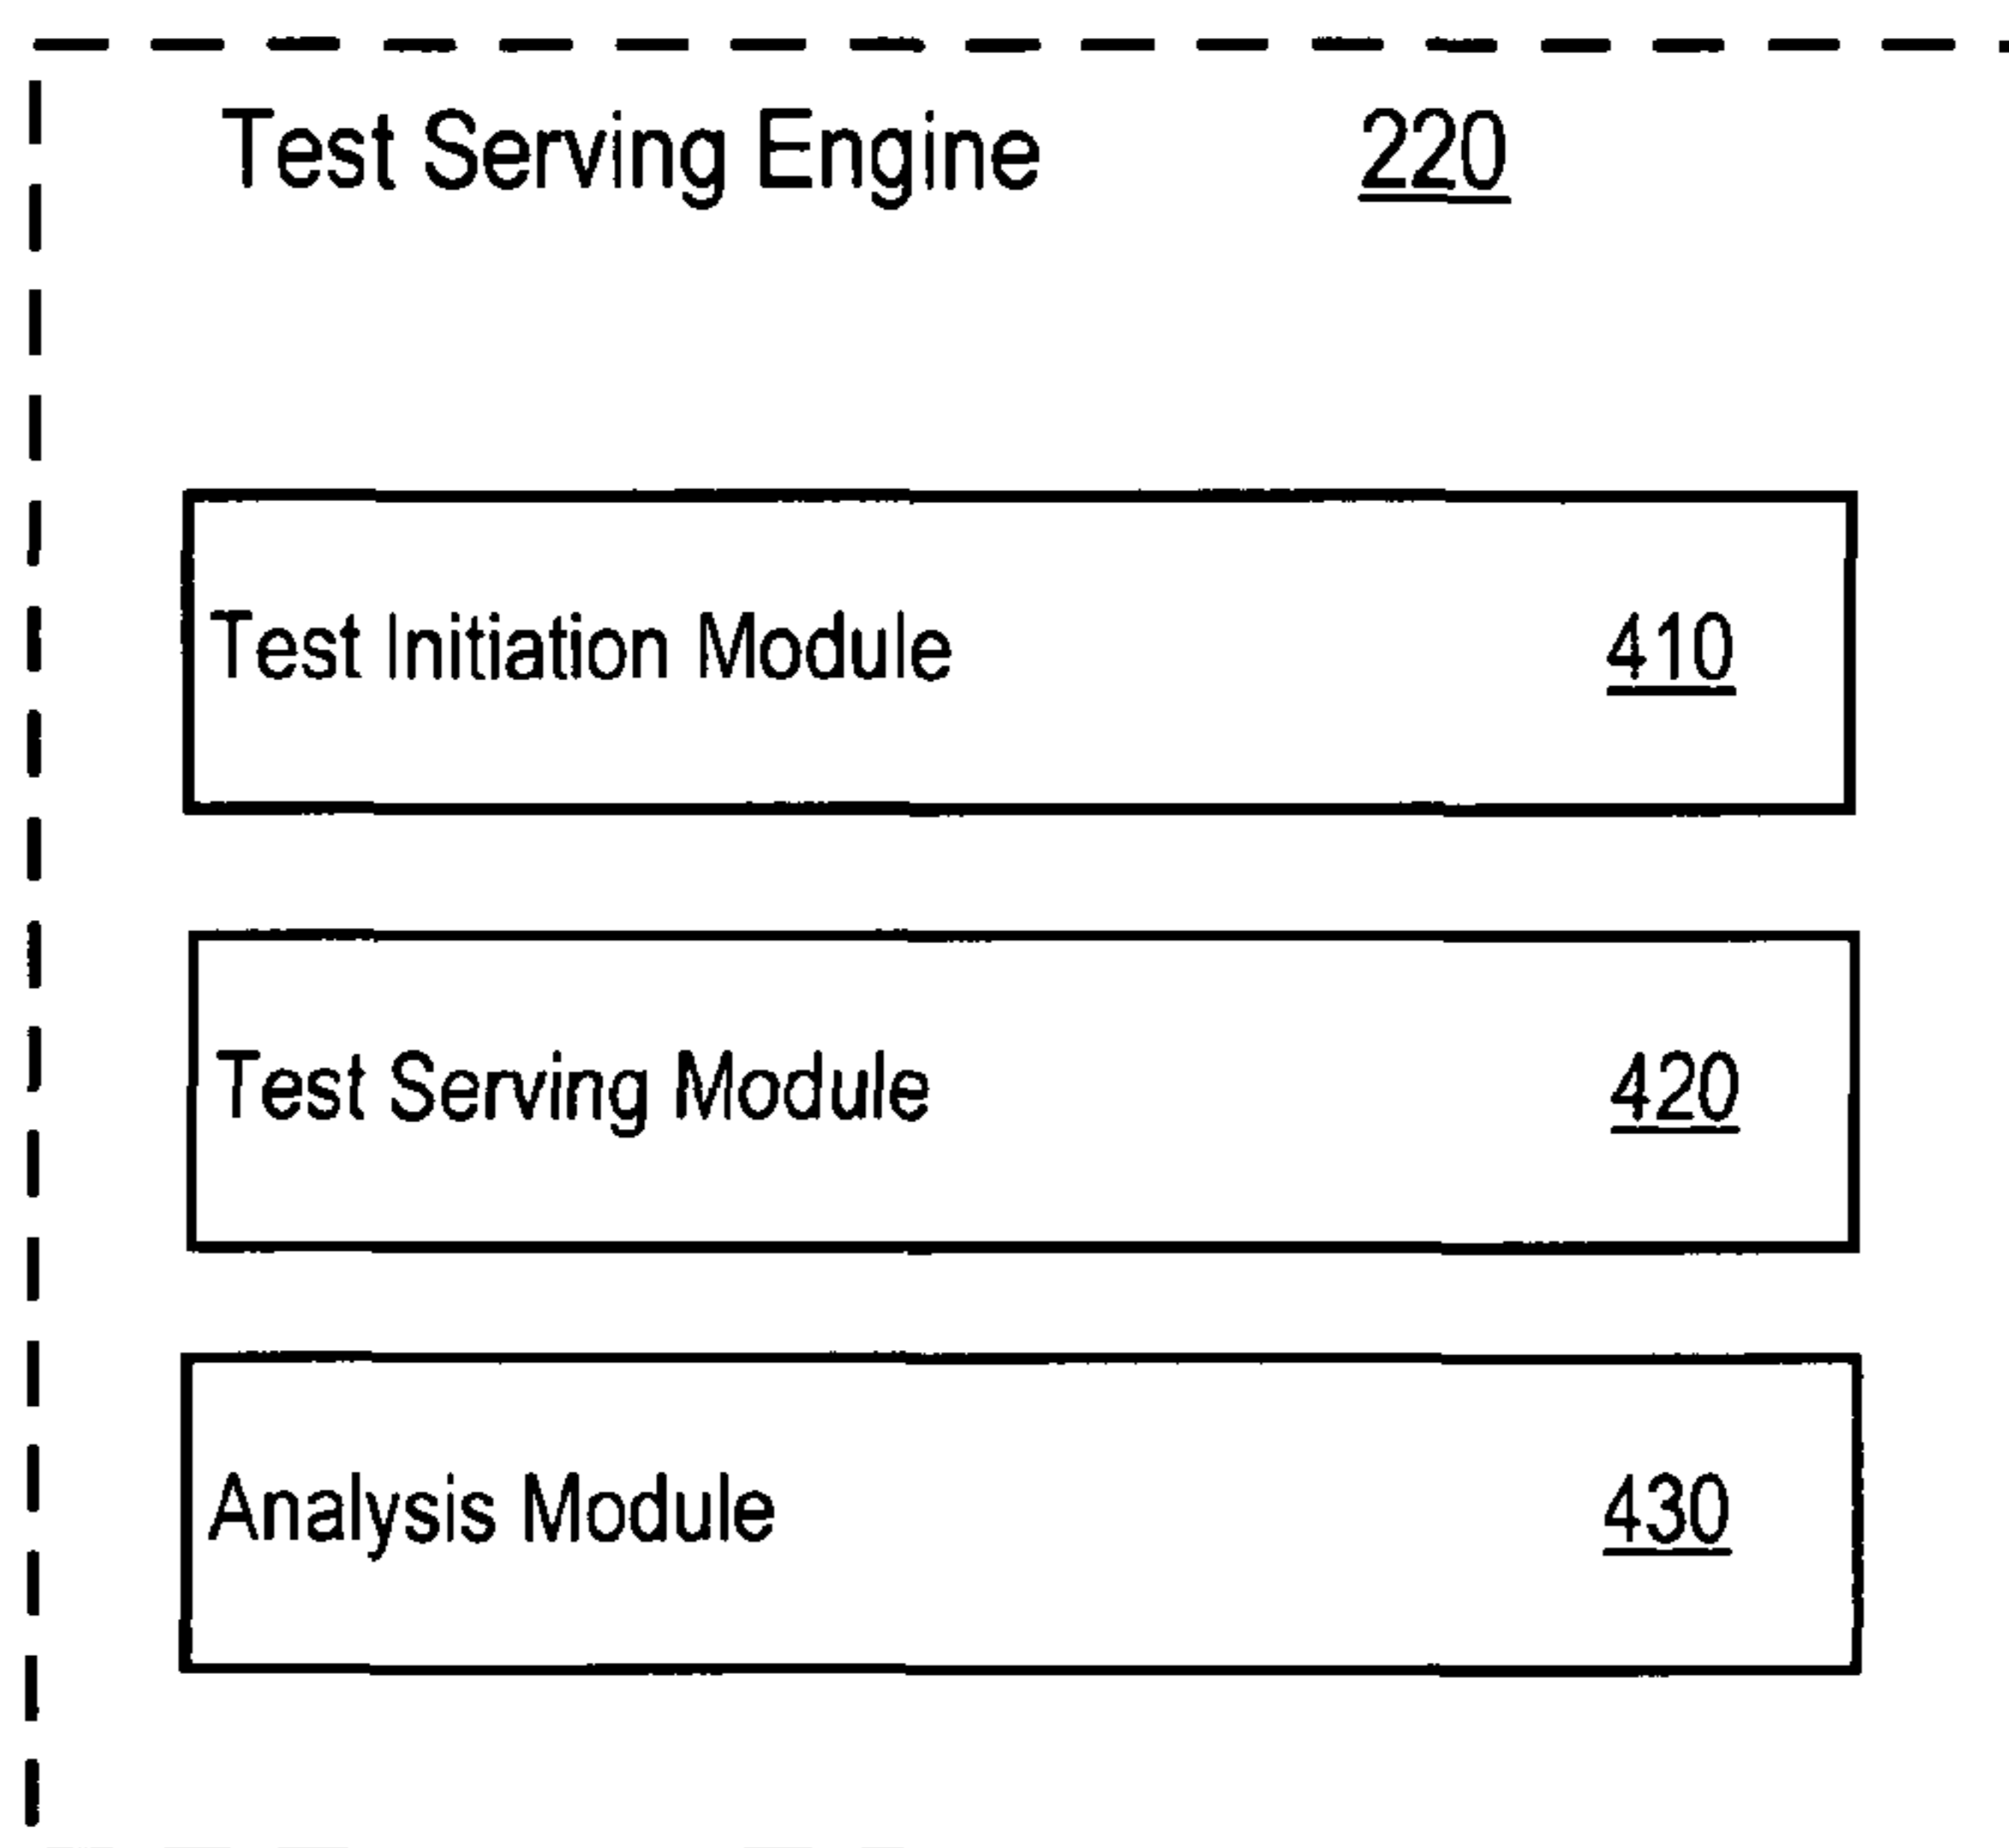 Test Serving Engine 220
Test Initiation Module 410
Test Serving Module 420
Analysis Module 430